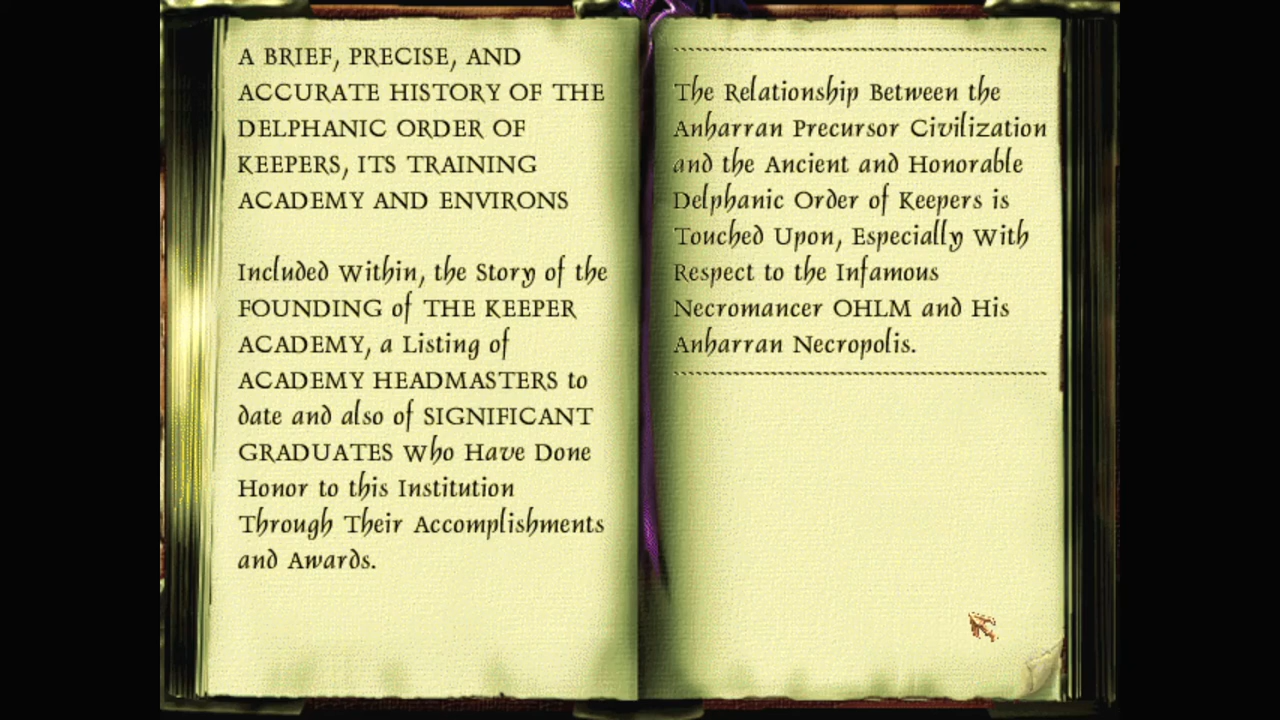 A BRIEF, PRECISE, AND
ACCURATE HISTORY OF THE
DELPHANIC ORDER OF
KEEPERS, ITS TRAINING
ACADEMY AND ENVIRONS
Included Within, the Story of the
FOUNDING of THE KEEPER
ACADEMY, a Listing of
ACADEMY HEADMASTERS to
date and also of SIGNIFICANT
GRADUATES Who Have Done
Honor to this Institution
Through Their Accomplishments
and Awards.
The Relationship Between the
Anharran Precursor Civilization
and the Ancient and Honorable
Delphanic Order of Keepers is
Touched Upon, Especially With
Respect to the Infamous
Necromancer OHLM and His
Anharran Necropolis.